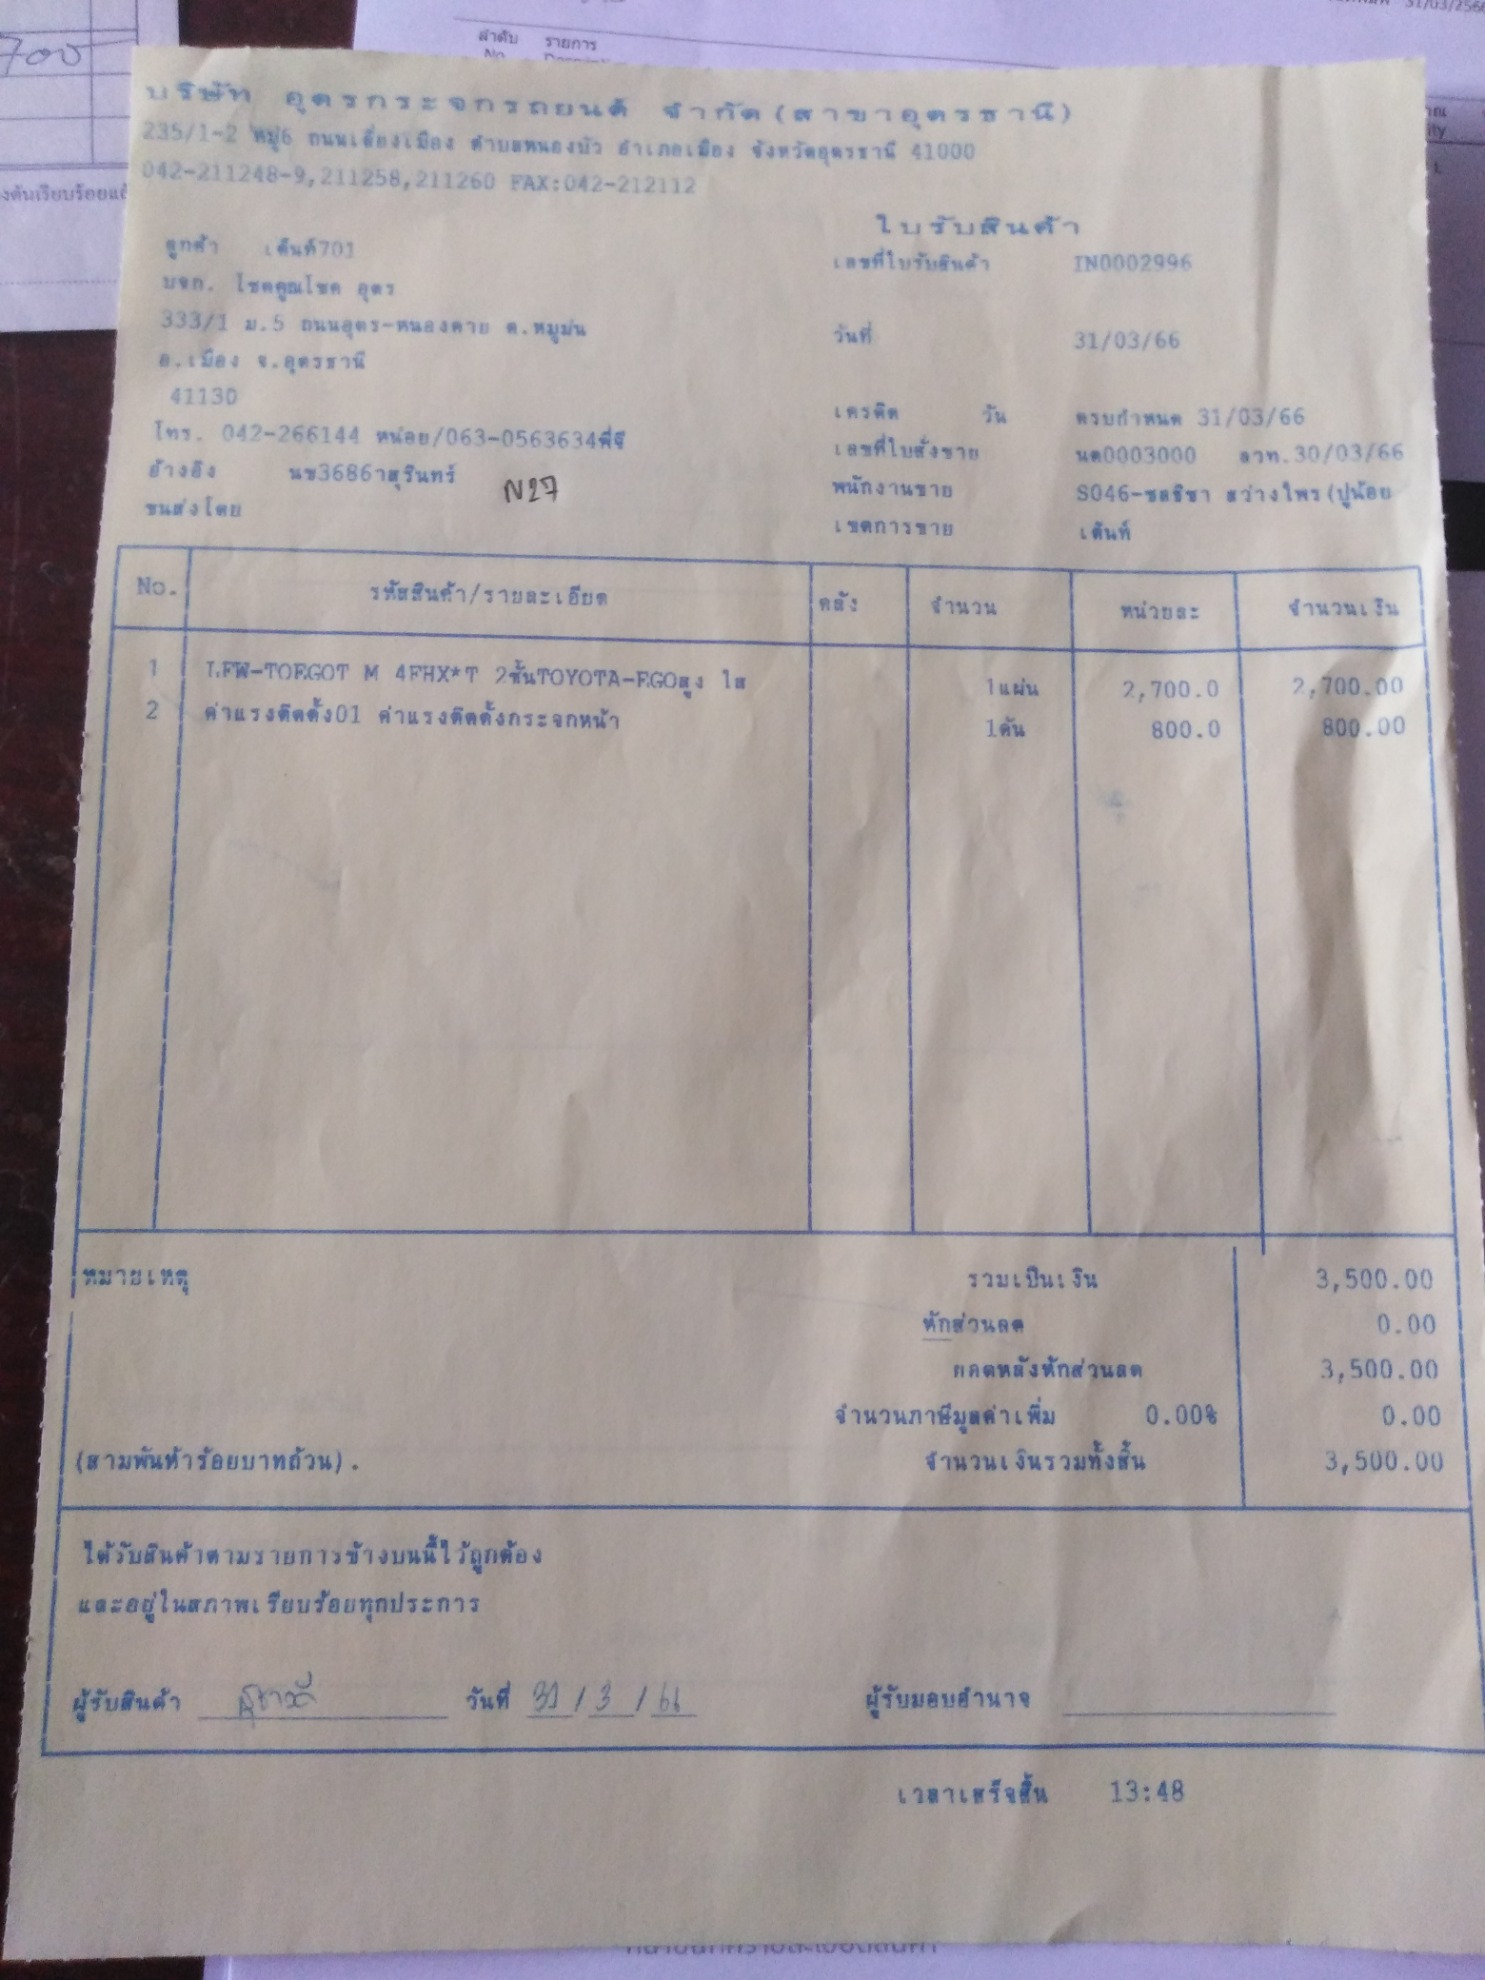 700
ลำดับ รายการ
No.
31/03/2566
บริษัท อุดรกระจกรถยนต์ จำกัด(สาขาอุดรธานี)
235/1-2 หมู่6 ถนนเลี่ยงเมือง ตำบลหนองบัว อำเภอเมือง จังหวัดอุดรธานี 41000
042-211248-9,211258,211260 FAX:042-212112
ใบรับสินค้า
ลูกค้า เต็นท์701
เลขที่ใบรับสินค้า IN0002996
บจก. โชคคูณโชค อุดร
333/1 ม.5 ถนนอุดร-หนองคาย ต.หมูม่น
วันที่ 31/03/66
อ.เมือง จ.อุดรธานี
41130
เครดิต วัน ครบกำหนด 31/03/66
โทร. 042-266144 หน่อย/063-0563634พี่จี
เลขที่ใบสั่งขาย นค0003000 ลวท.30/03/66
อ้างอิง นข3686าสุรินทร์
N27
พนักงานขาย S046-ชลธิชา สว่างไพร(ปูน้อย
ขนส่งโดย
เขตการขาย เต้นท์
No. รหัสสินค้า/รายละเอียด คลัง จำนวน หน่วยละ จำนวนเงิน
1 LFW-TOEGOT M 4FHX*T 2ชั้นTOYOTA-EGOสูง ใส 1แผ่น 2,700.0 2,700.00
2 ค่าแรงติดตั้ง01 ค่าแรงติดตั้งกระจกหน้า 1คัน 800.0 800.00
หมายเหตุ
รวมเป็นเงิน 3,500.00
หักส่วนลด 0.00
ยอดหลังหักส่วนลด 3,500.00
จำนวนภาษีมูลค่าเพิ่ม 0.00% 0.00
(สามพันห้าร้อยบาทถ้วน). จำนวนเงินรวมทั้งสิ้น 3,500.00
ได้รับสินค้าตามรายการข้างบนนี้ไว้ถูกต้อง
และอยู่ในสภาพเรียบร้อยทุกประการ
ผู้รับสินค้า วันที่ 31/3/66 ผู้รับมอบอำนาจ
เวลาเสร็จสิ้น 13:48